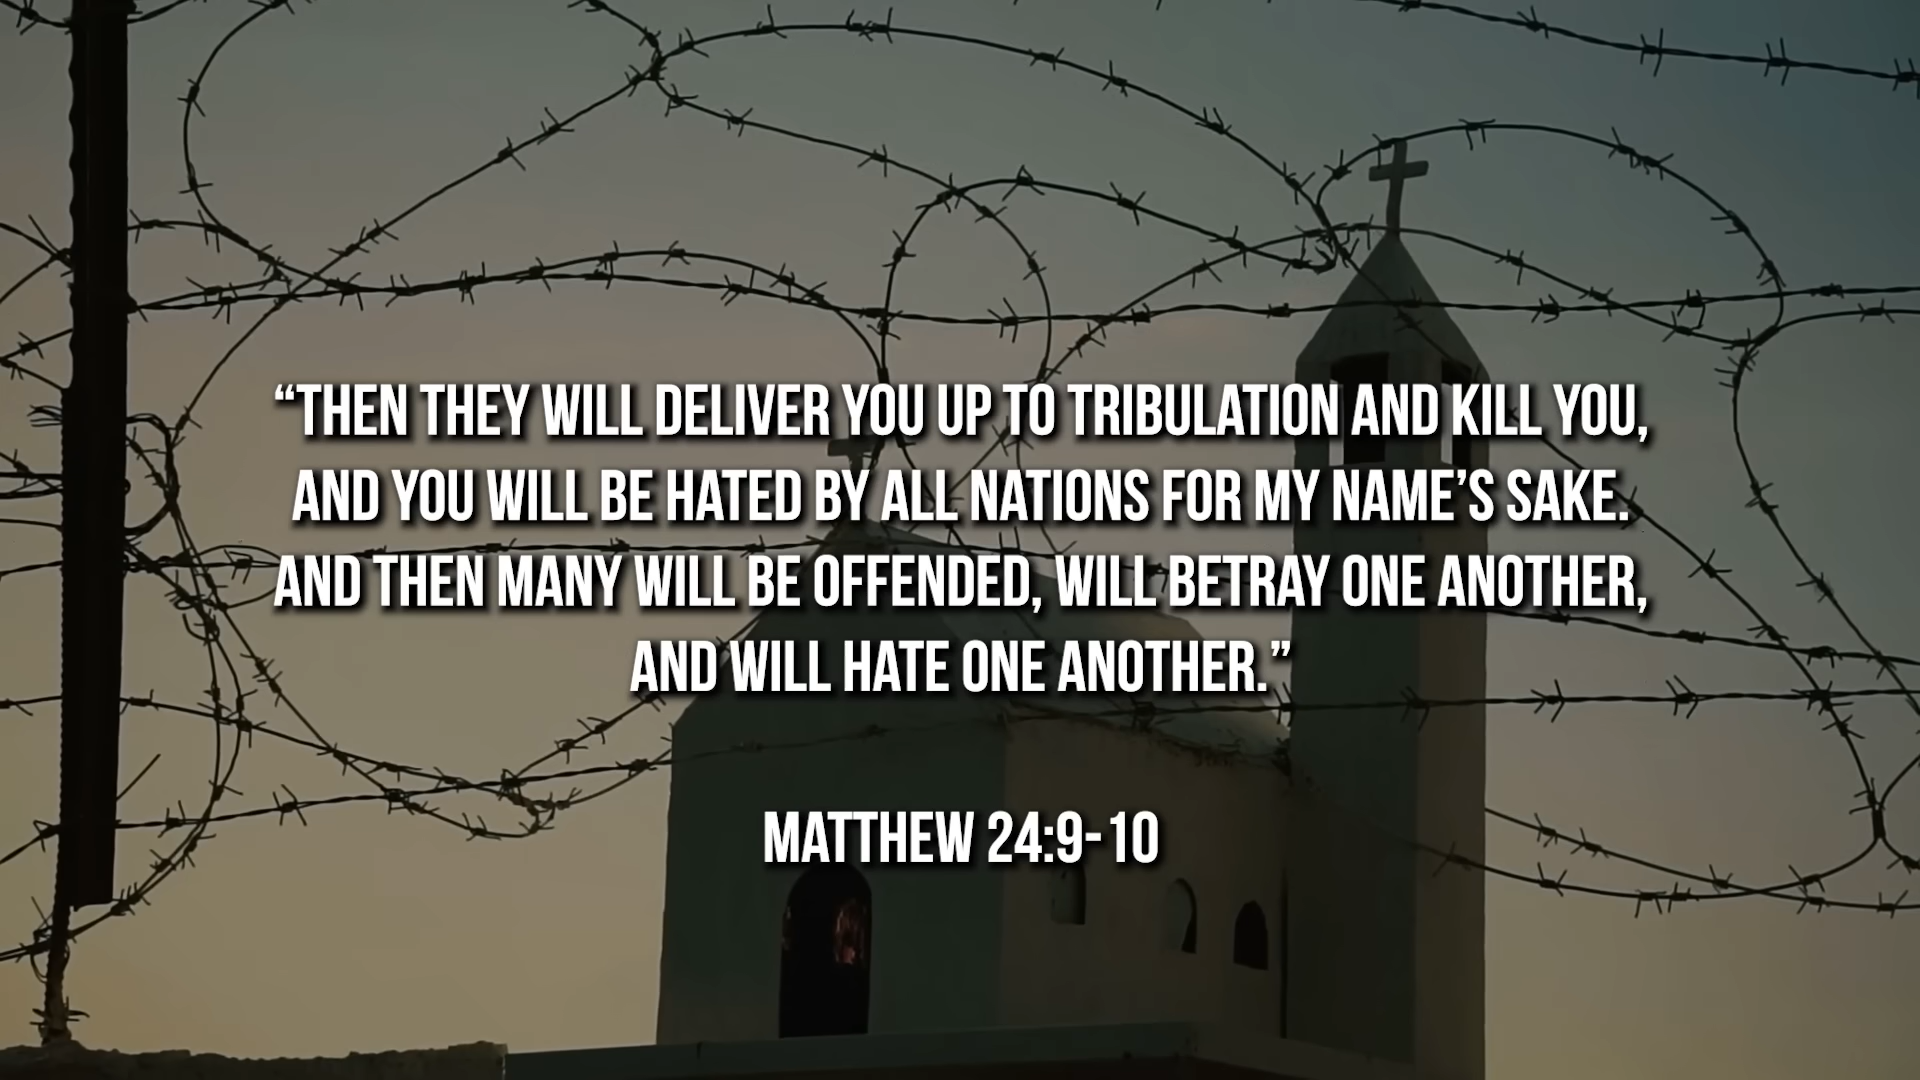 “THEN THEY WILL DELIVER YOU UP TO TRIBULATION AND KILL YOU,
AND YOU WILL BE HATED BY ALL NATIONS FOR MY NAME’S SAKE.
AND THEN MANY WILL BE OFFENDED, WILL BETRAY ONE ANOTHER,
AND WILL HATE ONE ANOTHER.”
MATTHEW 24:9-10